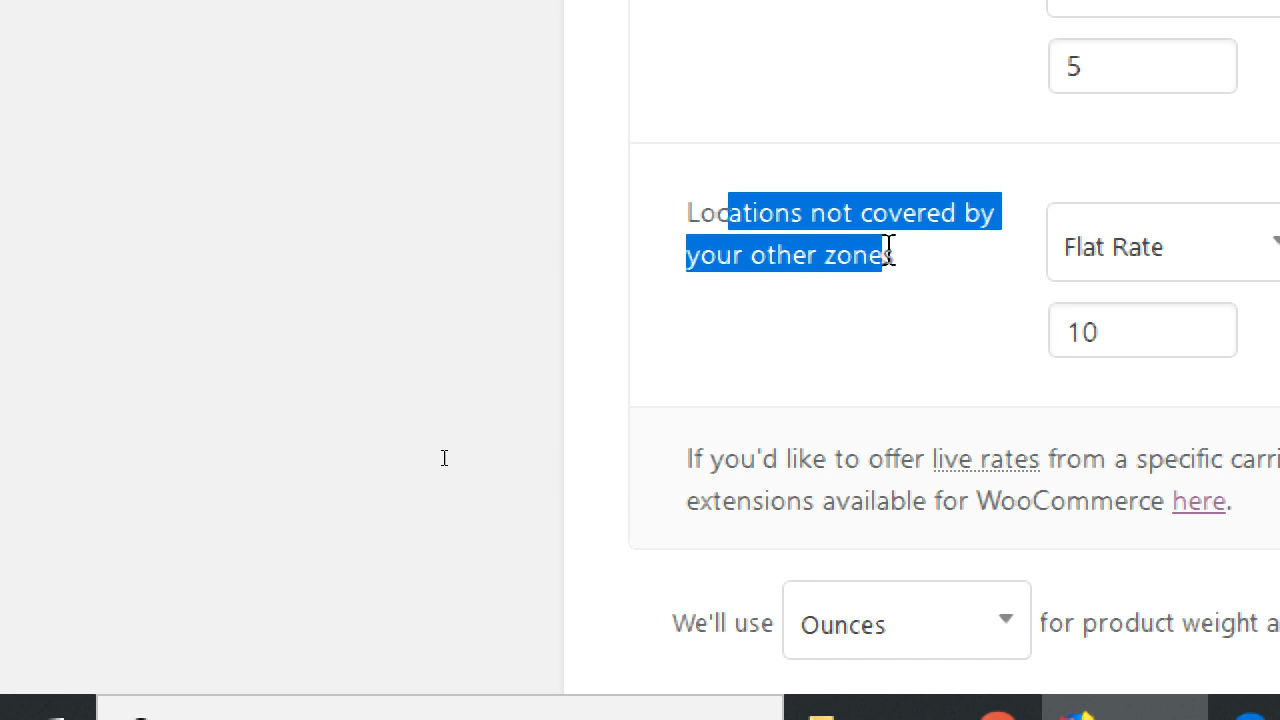 5
Locations not covered by
your other zones
Flat Rate
10
If you'd like to offer live rates from a specific
extensions available for WooCommerce here.
We'll use Ounces for product weight